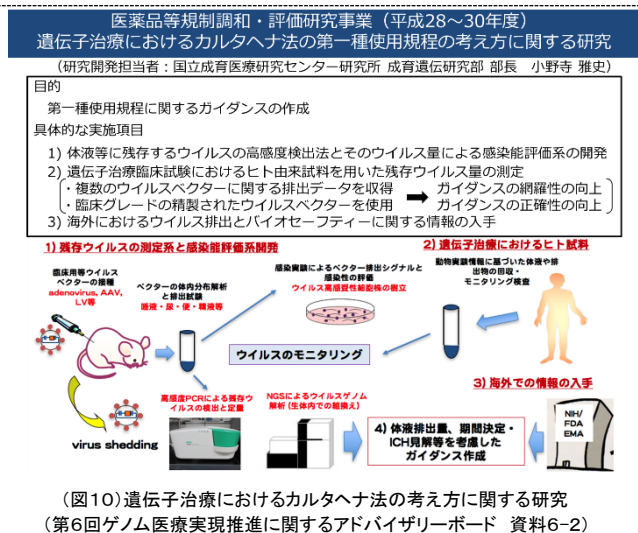 医薬品等規制調和・評価研究事業（平成28～30年度）
遺伝子治療におけるカルタヘナ法の第一種使用規程の考え方に関する研究
（研究開発担当者：国立成育医療研究センター研究所 成育遺伝研究部 部長　小野寺 雅史）
目的
第一種使用規程に関するガイダンスの作成
具体的な実施項目
1) 体液等に残存するウイルスの高感度検出法とそのウイルス量による感染能評価系の開発
2) 遺伝子治療臨床試験におけるヒト由来試料を用いた残存ウイルス量の測定
・複数のウイルスベクターに関する排出データを取得 ➡ ガイダンスの網羅性の向上
・臨床グレードの精製されたウイルスベクターを使用 ガイダンスの正確性の向上
3) 海外におけるウイルス排出とバイオセーフティーに関する情報の入手
1) 残存ウイルスの測定系と感染能評価系開発
臨床用等ウイルス
ベクターの接種
adenovirus, AAV,
LV等
ベクターの体内分布解析
と排出試験
唾液・尿・便・精液等
感染実験によるベクター排出シグナルと
感染性の評価
ウイルス高感受性細胞株の樹立
2) 遺伝子治療におけるヒト試料
動物実験情報に基づいた体液や排
出物の回収・
モニタリング検査
ウイルスのモニタリング
virus shedding
高感度PCRによる残存ウ
イルスの検出と定量
NGSによるウイルスゲノム
解析 (生体内での組換え)
3) 海外での情報の入手
NIH/
FDA
EMA
4) 体液排出量、期間決定・
ICH見解等を考慮した
ガイダンス作成
（図10）遺伝子治療におけるカルタヘナ法の考え方に関する研究
（第6回ゲノム医療実現推進に関するアドバイザリーボード　資料6-2）